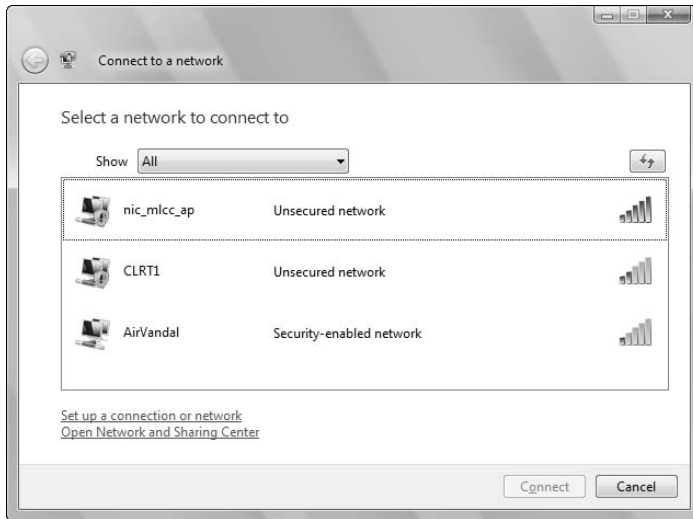 Connect to a network
Select a network to connect to
Show All
nic_mlcc_ap Unsecured network
CLRT1 Unsecured network
AirVandal Security-enabled network
Set up a connection or network
Open Network and Sharing Center
Connect Cancel